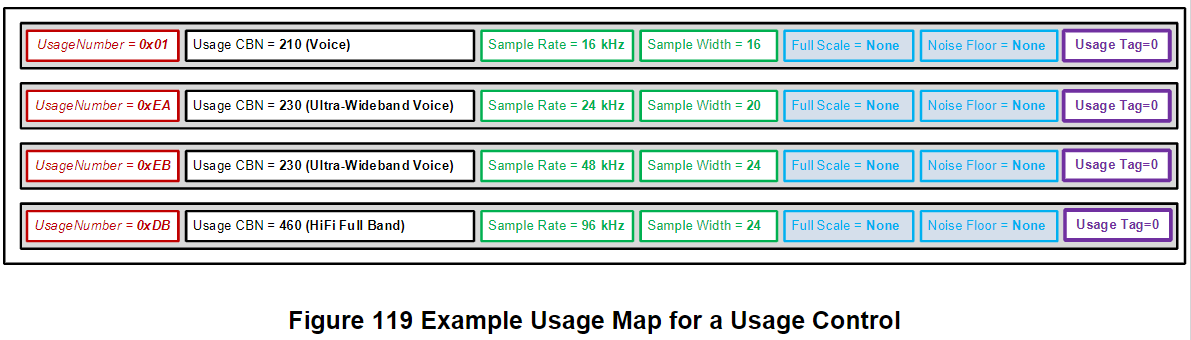 UsageNumber = 0x01 Usage CBN = 210 (Voice) Sample Rate = 16 kHz Sample Width = 16 Full Scale = None Noise Floor = None Usage Tag=0
UsageNumber = 0xEA Usage CBN = 230 (Ultra-Wideband Voice) Sample Rate = 24 kHz Sample Width = 20 Full Scale = None Noise Floor = None Usage Tag=0
UsageNumber = 0xEB Usage CBN = 230 (Ultra-Wideband Voice) Sample Rate = 48 kHz Sample Width = 24 Full Scale = None Noise Floor = None Usage Tag=0
UsageNumber = 0xDB Usage CBN = 460 (HiFi Full Band) Sample Rate = 96 kHz Sample Width = 24 Full Scale = None Noise Floor = None Usage Tag=0
Figure 119 Example Usage Map for a Usage Control